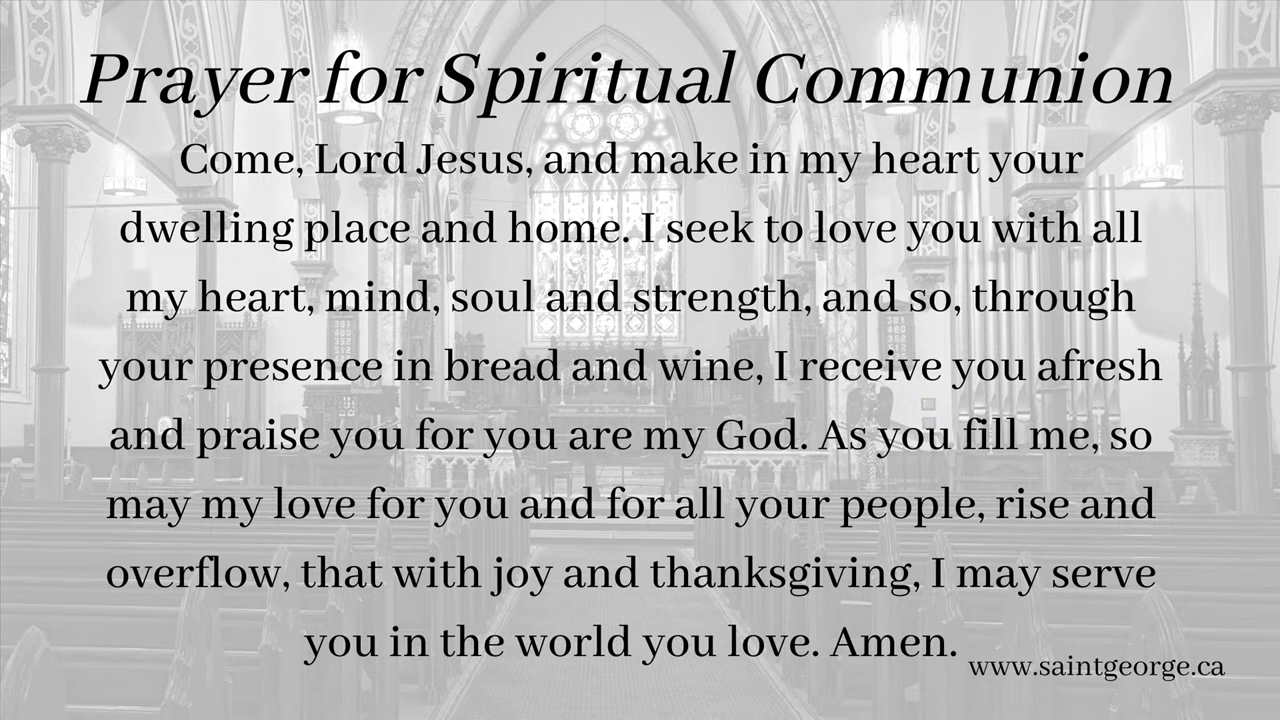 Prayer for Spiritual Communion
Come, Lord Jesus, and make in my heart your
dwelling place and home. I seek to love you with all
my heart, mind, soul and strength, and so, through
your presence in bread and wine, I receive you afresh
and praise you for you are my God. As you fill me, so
may my love for you and for all your people, rise and
overflow, that with joy and thanksgiving, I may serve
you in the world you love. Amen.
www.saintgeorge.ca